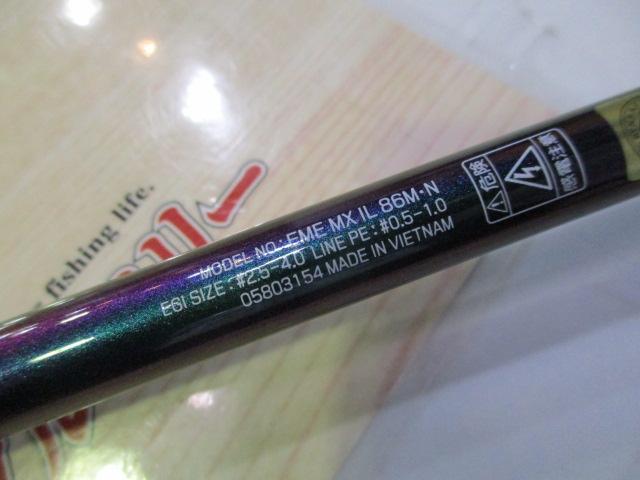 fishing life.
MODEL NO.: EME MX IL 86M·N
EGI SIZE : #2.5-4.0 LINE PE: #0.5-1.0
05803154 MADE IN VIETNAM
危険
感電注意